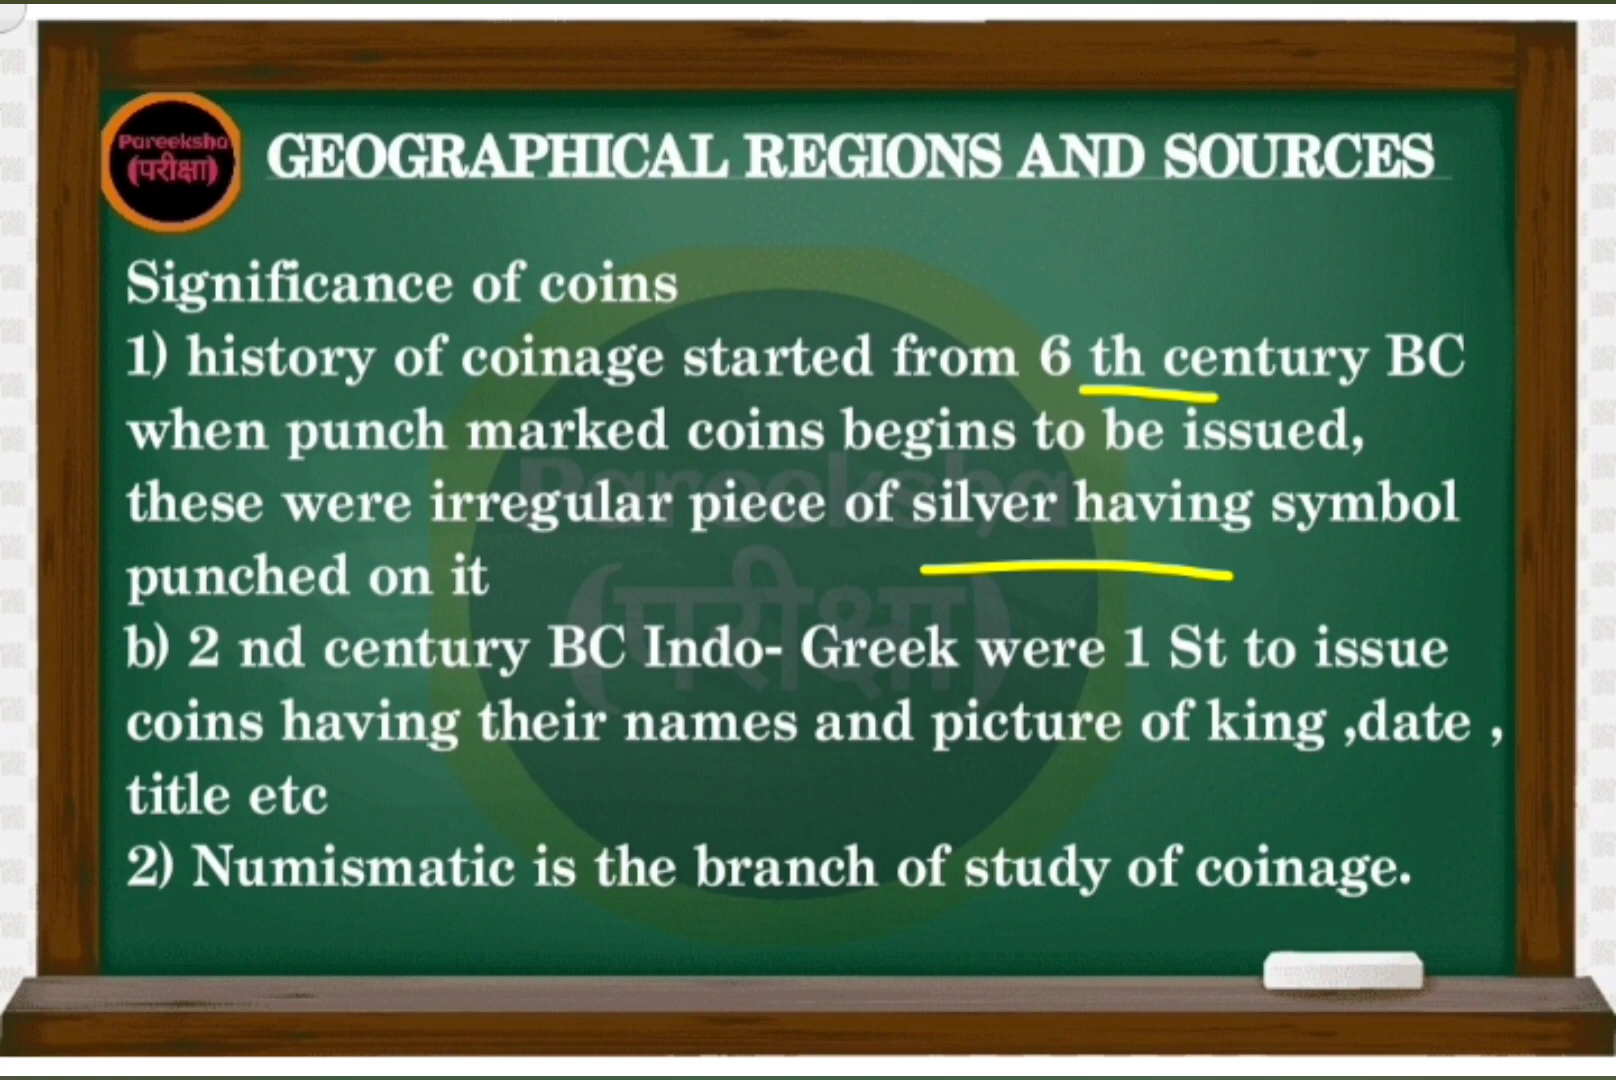 Pareeksha
(परीक्षा)
GEOGRAPHICAL REGIONS AND SOURCES
Significance of coins
1) history of coinage started from 6 th century BC
when punch marked coins begins to be issued,
these were irregular piece of silver having symbol
punched on it
b) 2 nd century BC Indo- Greek were 1 St to issue
coins having their names and picture of king ,date ,
title etc
2) Numismatic is the branch of study of coinage.
Pareeksha
(परीक्षा)